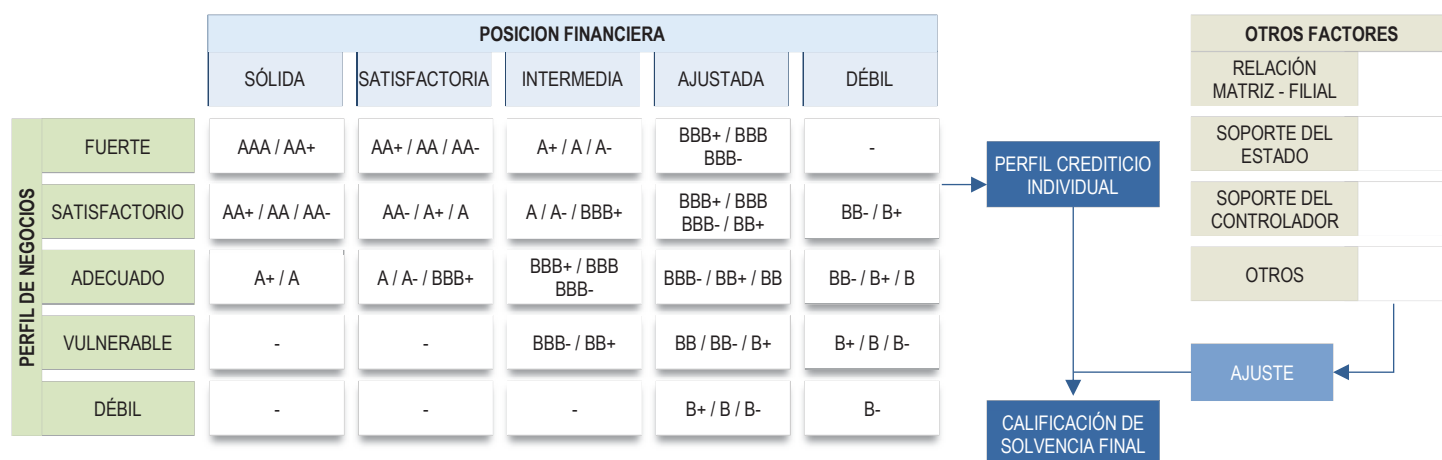 POSICION FINANCIERA
SÓLIDA
SATISFACTORIA
INTERMEDIA
AJUSTADA
DÉBIL
PERFIL DE NEGOCIOS
FUERTE
AAA / AA+
AA+ / AA / AA-
A+ / A / A-
BBB+ / BBB
BBB-
-
SATISFACTORIO
AA+ / AA / AA-
AA- / A+ / A
A / A- / BBB+
BBB+ / BBB
BBB- / BB+
BB- / B+
ADECUADO
A+ / A
A / A- / BBB+
BBB+ / BBB
BBB-
BBB- / BB+ / BB
BB- / B+ / B
VULNERABLE
-
-
BBB- / BB+
BB / BB- / B+
B+ / B / B-
DÉBIL
-
-
-
B+ / B / B-
B-
PERFIL CREDITICIO
INDIVIDUAL
CALIFICACIÓN DE
SOLVENCIA FINAL
OTROS FACTORES
RELACIÓN
MATRIZ - FILIAL
SOPORTE DEL
ESTADO
SOPORTE DEL
CONTROLADOR
OTROS
AJUSTE